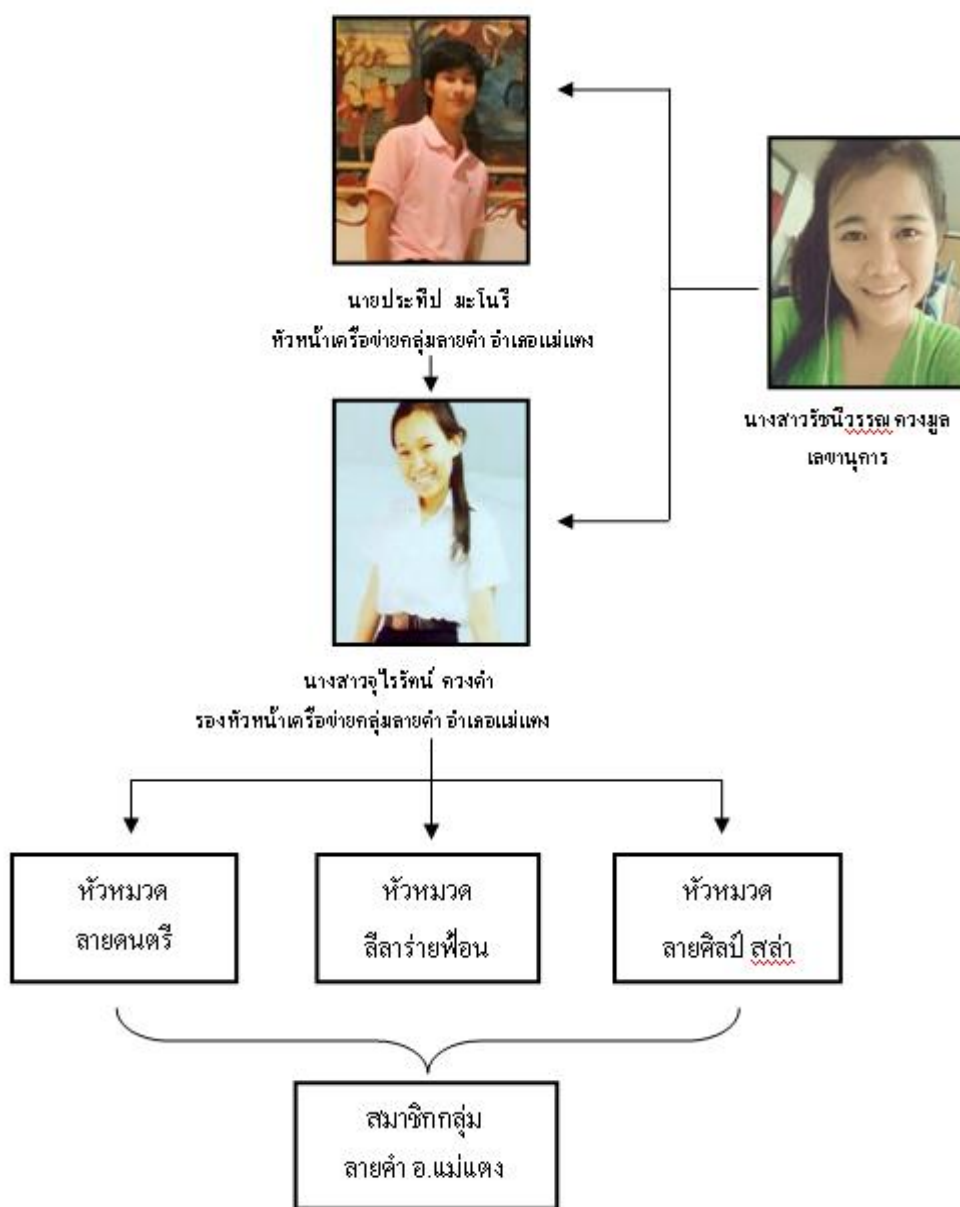 นายประทีป มะโนรี
หัวหน้าเครือข่ายกลุ่มลายคำ อำเภอแม่แตง
นางสาวรัชนีวรรณ ดวงมูล
เลขานุการ
นางสาวจุไรรัตน์ ดวงคำ
รองหัวหน้าเครือข่ายกลุ่มลายคำ อำเภอแม่แตง
หัวหมวด
ลายดนตรี
หัวหมวด
ลีลาร่ายฟ้อน
หัวหมวด
ลายศิลป์ สล่า
สมาชิกกลุ่ม
ลายคำ อ.แม่แตง